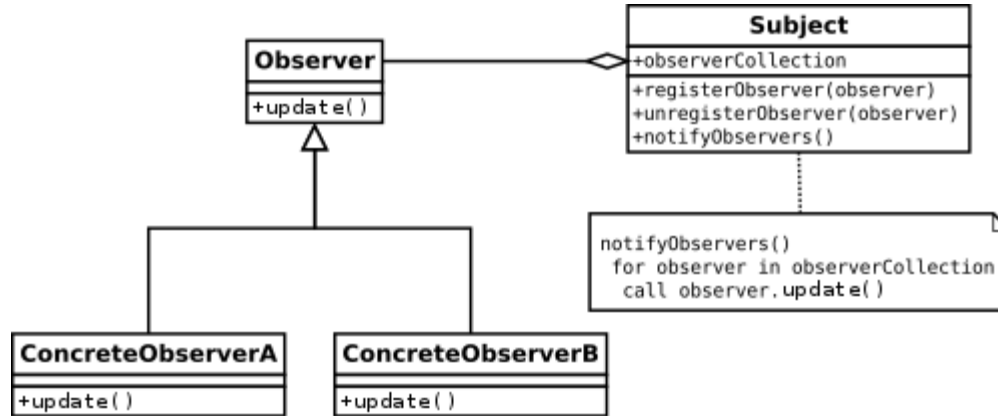 Observer
+update()
Subject
+observerCollection
+registerObserver(observer)
+unregisterObserver(observer)
+notifyObservers()
notifyObservers()
for observer in observerCollection
call observer.update()
ConcreteObserverA
+update()
ConcreteObserverB
+update()